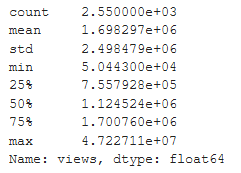 count    2.550000e+03
mean     1.698297e+06
std      2.498479e+06
min      5.044300e+04
25%      7.557928e+05
50%      1.124524e+06
75%      1.700760e+06
max      4.722711e+07
Name: views, dtype: float64